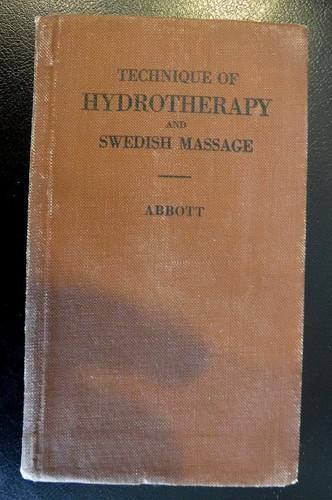 TECHNIQUE OF
HYDROTHERAPY
AND
SWEDISH MASSAGE
ABBOTT